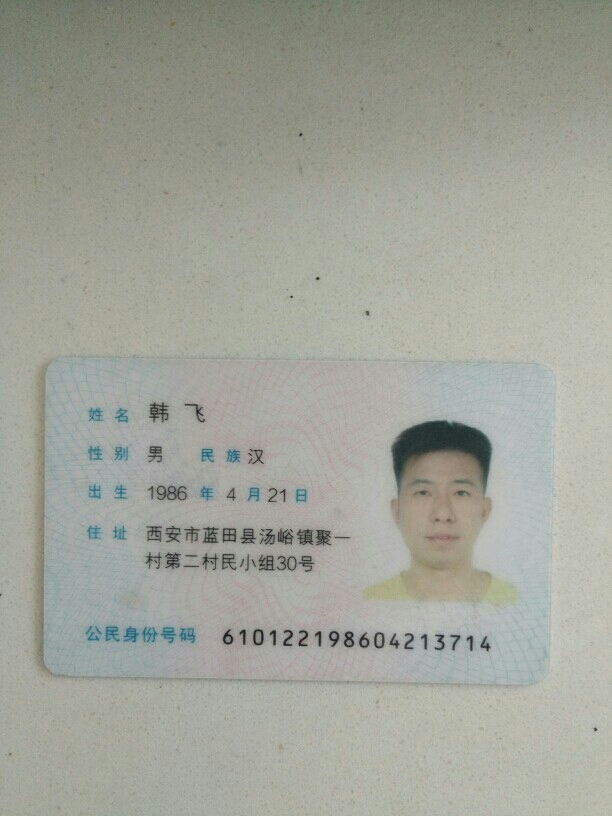 姓名 韩飞
性别 男 民族 汉
出生 1986 年 4 月 21 日
住址 西安市蓝田县汤峪镇聚一
村第二村民小组30号
公民身份号码 610122198604213714